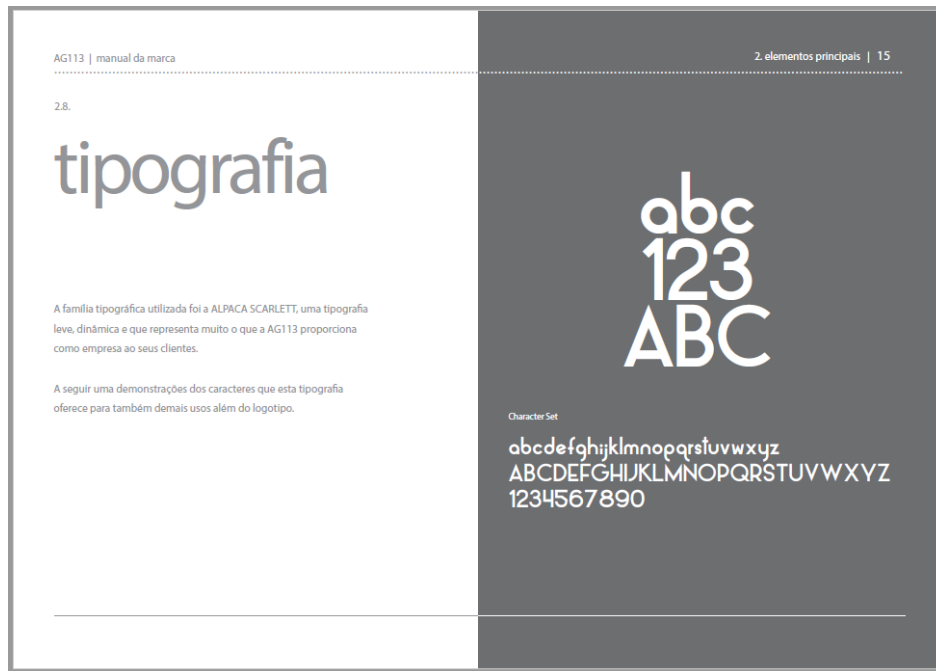 AG113 | manual da marca
2. elementos principais | 15
2.8.
tipografia
A família tipográfica utilizada foi a ALPACA SCARLETT, uma tipografia
leve, dinâmica e que representa muito o que a AG113 proporciona
como empresa ao seus clientes.
A seguir uma demonstrações dos caracteres que esta tipografia
oferece para também demais usos além do logotipo.
abc
123
ABC
Character Set
abcdefghijklmnopqrstuvwxyz
ABCDEFGHIJKLMNOPQRSTUVWXYZ
1234567890